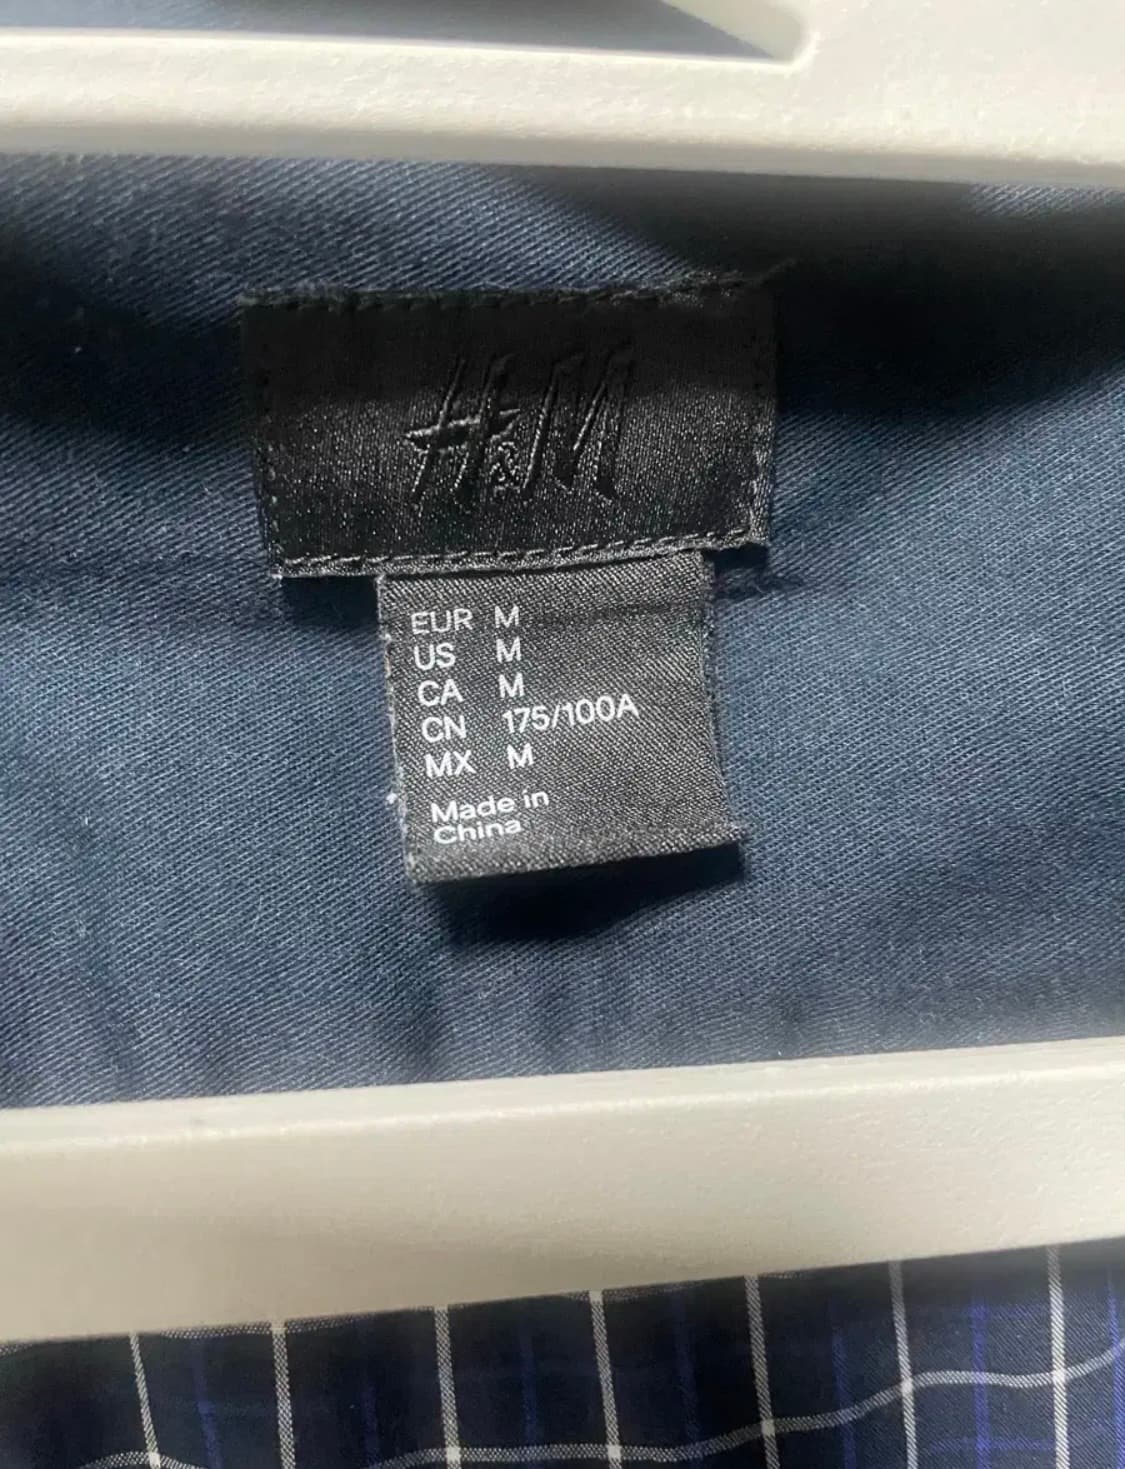 H&M
EUR M
US M
CA M
CN 175/100A
MX M
Made in
China